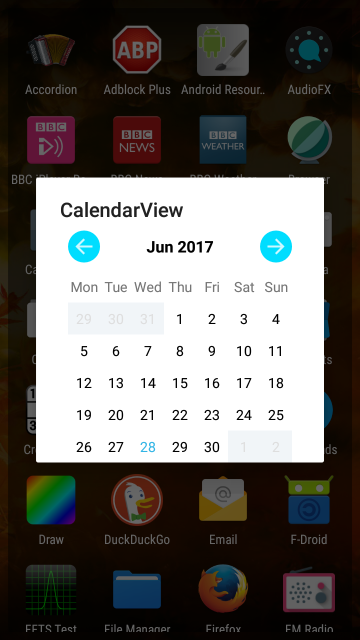 ABP
Accordion
Adblock Plus
Android Resour..
AudioFX
BBC
BBC
NEWS
BBC
WEATHER
CalendarView
Jun 2017
Mon Tue Wed Thu Fri Sat Sun
29 30 31 1 2 3 4
5 6 7 8 9 10 11
12 13 14 15 16 17 18
19 20 21 22 23 24 25
26 27 28 29 30 1 2
Draw
DuckDuckGo
Email
F-Droid
EFTS Test
File Manager
Firefox
FM Radio